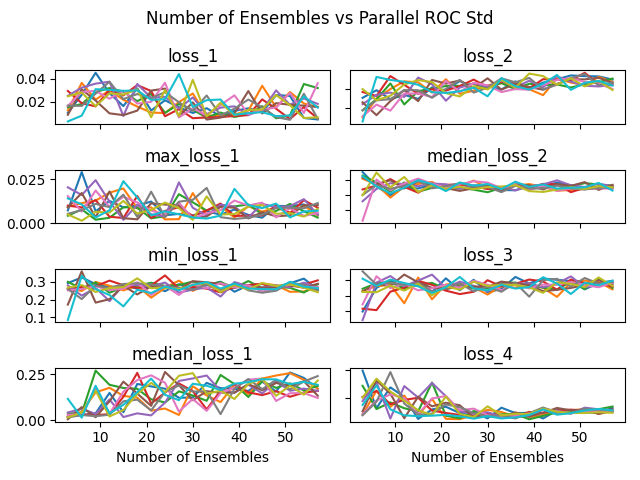 Number of Ensembles vs Parallel ROC Std
loss_1
loss_2
0.04
0.02
max_loss_1
median_loss_2
0.025
0.000
min_loss_1
loss_3
0.3
0.2
0.1
median_loss_1
loss_4
0.25
0.00
10 20 30 40 50
10 20 30 40 50
Number of Ensembles
Number of Ensembles